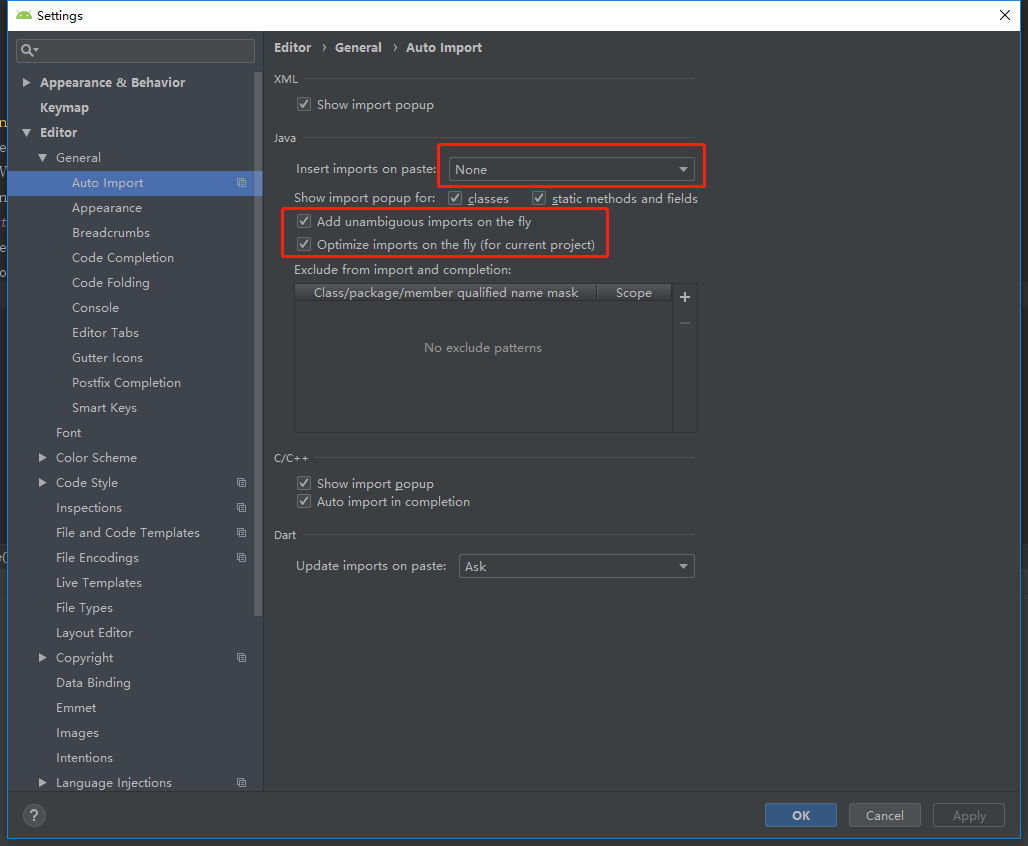 Settings
Editor › General › Auto Import
Appearance & Behavior
Keymap
Editor
General
Auto Import
Appearance
Breadcrumbs
Code Completion
Code Folding
Console
Editor Tabs
Gutter Icons
Postfix Completion
Smart Keys
Font
Color Scheme
Code Style
Inspections
File and Code Templates
File Encodings
Live Templates
File Types
Layout Editor
Copyright
Data Binding
Emmet
Images
Intentions
Language Injections
XML
Show import popup
Java
Insert imports on paste: None
Show import popup for: classes static methods and fields
Add unambiguous imports on the fly
Optimize imports on the fly (for current project)
Exclude from import and completion:
Class/package/member qualified name mask Scope
No exclude patterns
C/C++
Show import popup
Auto import in completion
Dart
Update imports on paste: Ask
? OK Cancel Apply